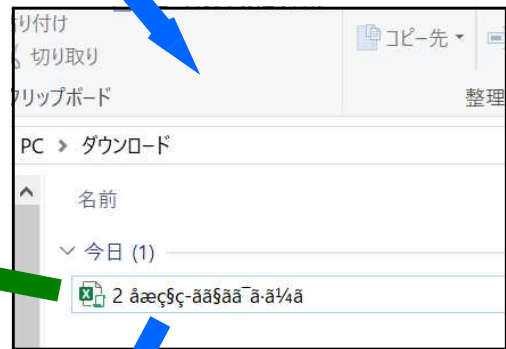 り付け
切り取り
コピー先
クリップボード
整理
PC › ダウンロード
名前
今日 (1)
2 åæç§ç-ãã§ãã¯ã·ã¼ã